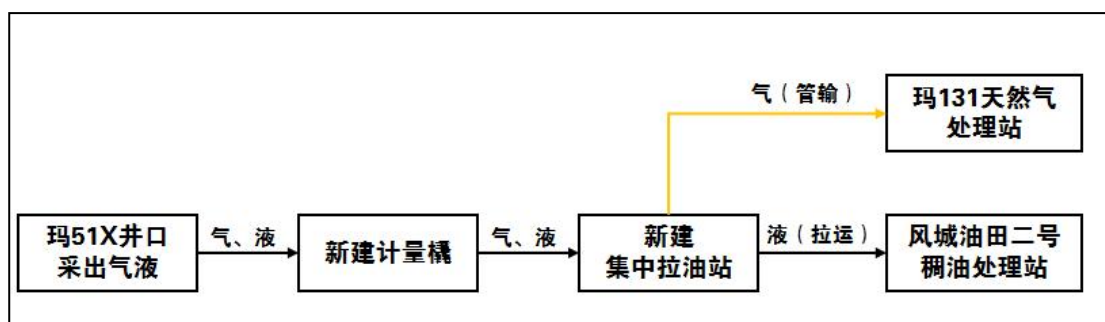 气（管输）
玛131天然气
处理站
玛51X井口
采出气液
气、液
新建计量橇
气、液
新建
集中拉油站
液（拉运）
风城油田二号
稠油处理站